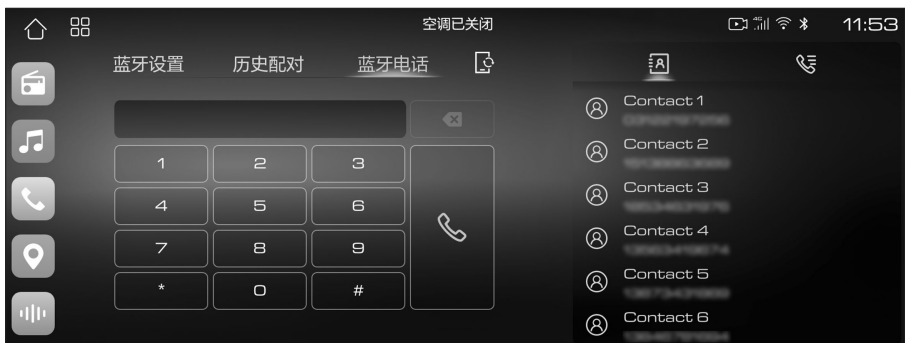 空调已关闭
4G
11:53
蓝牙设置 历史配对 蓝牙电话
1 2 3
4 5 6
7 8 9
* 0 #
Contact 1
Contact 2
Contact 3
Contact 4
Contact 5
Contact 6